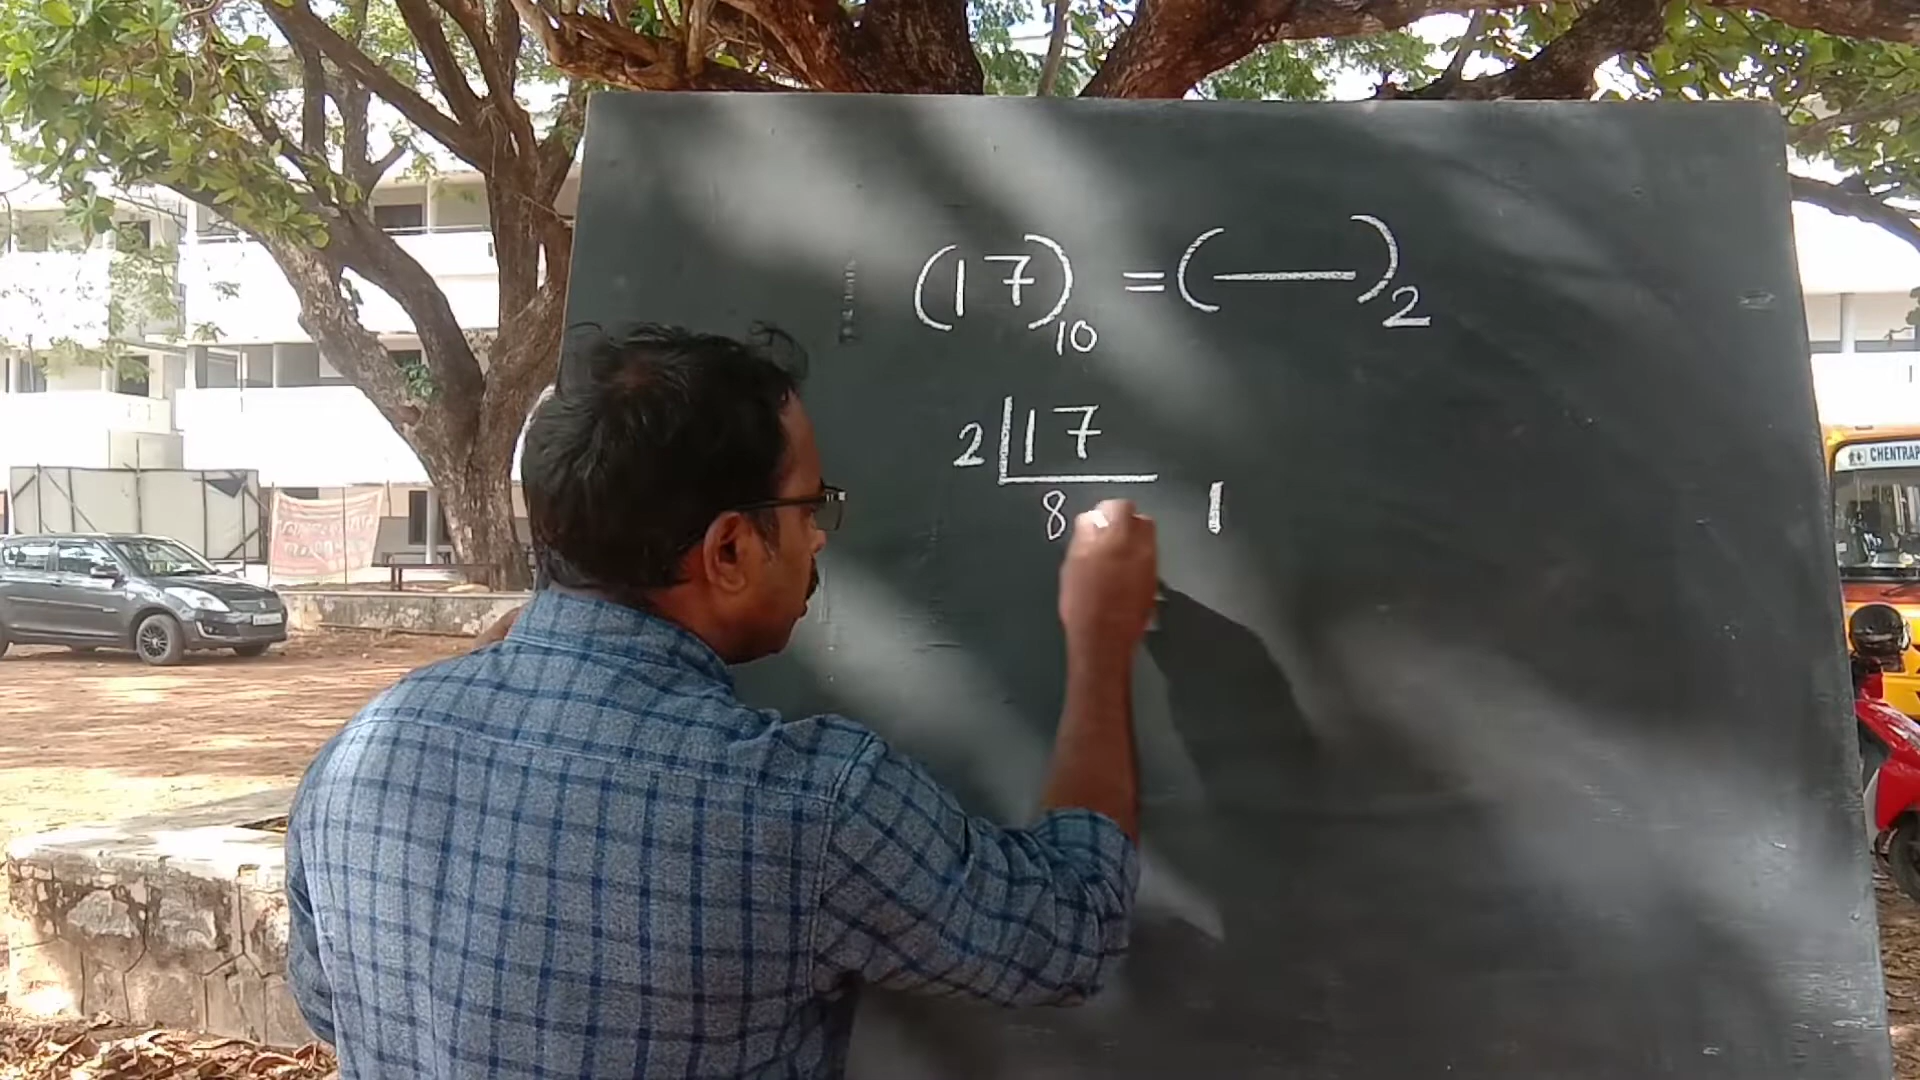 (17)₁₀ = (——)₂
2 17
8 1
CHENTRAP